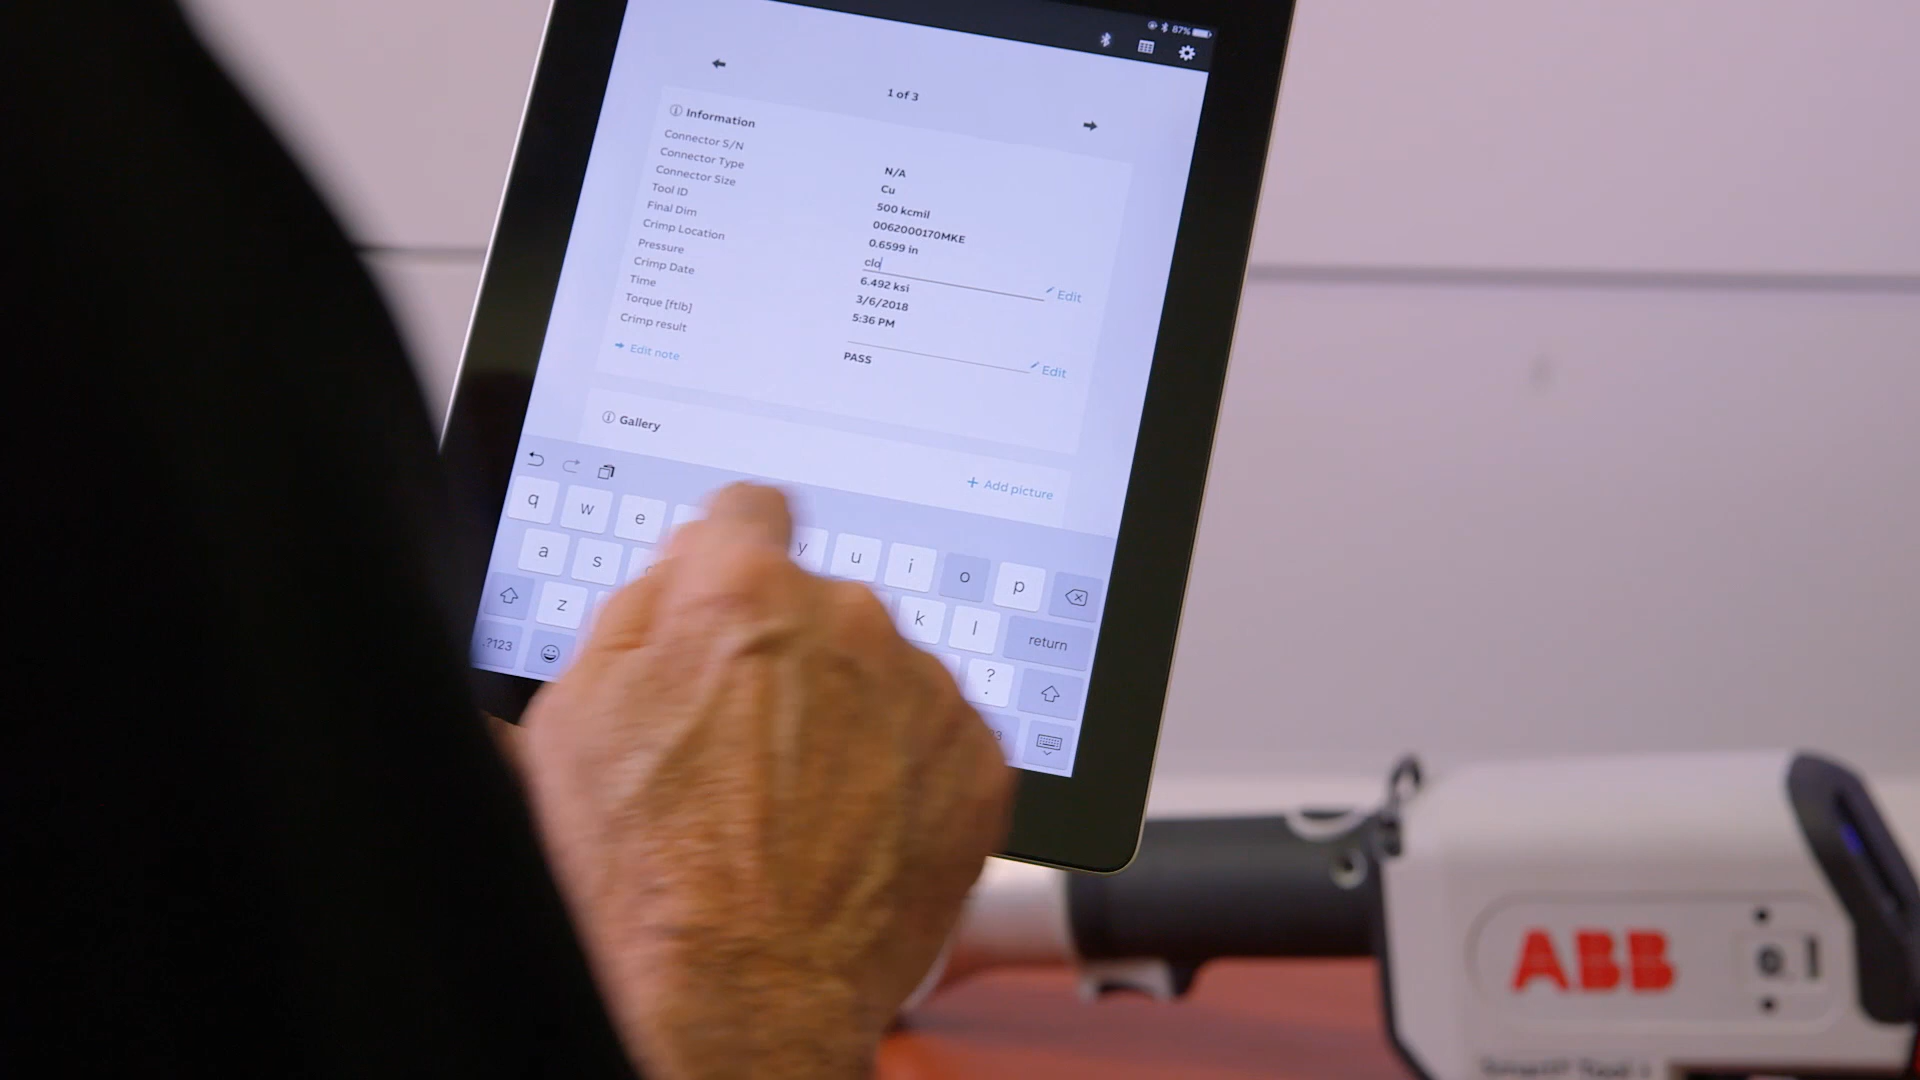 87%
1 of 3
Information
Connector S/N N/A
Connector Type Cu
Connector Size 500 kcmil
Tool ID 0062000170MKE
Final Dim 0.6599 in
Crimp Location clo Edit
Pressure 6.492 ksi
Crimp Date 3/6/2018
Time 5:36 PM
Torque [ftlb] Edit
Crimp result PASS
Edit note
Gallery
Add picture
q w e y u i o p
a s k l return
z ? .
.?123
ABB